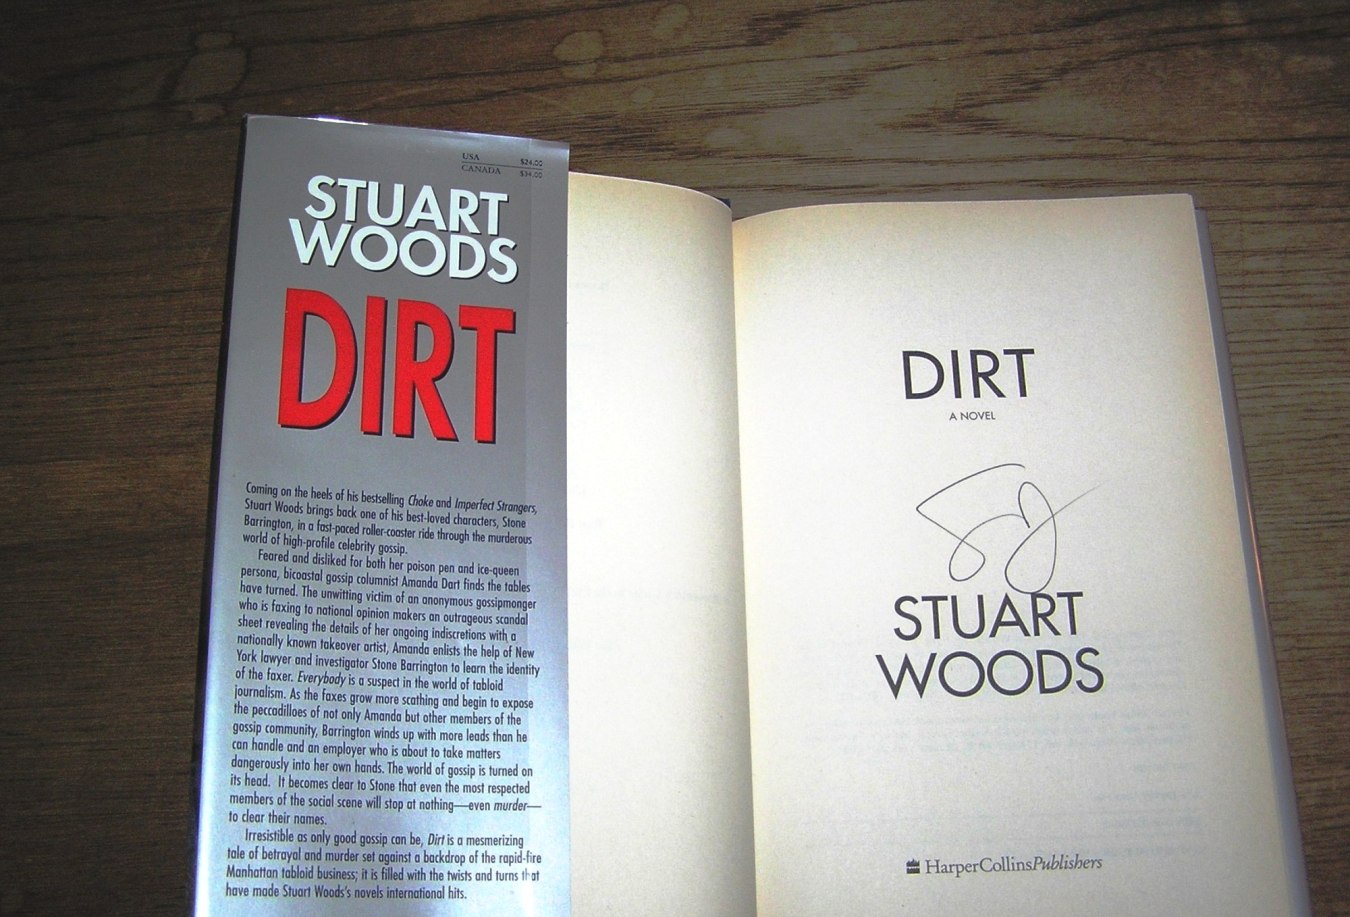 USA $24.00
CANADA $34.00
STUART
WOODS
DIRT
Coming on the heels of his bestselling Choke and Imperfect Strangers,
Stuart Woods brings back one of his best-loved characters, Stone
Barrington, in a fast-paced roller-coaster ride through the murderous
world of high-profile celebrity gossip.
Feared and disliked for both her poison pen and ice-queen
persona, bicoastal gossip columnist Amanda Dart finds the tables
have turned. The unwitting victim of an anonymous gossipmonger
who is faxing to national opinion makers an outrageous scandal
sheet revealing the details of her ongoing indiscretions with a
nationally known takeover artist, Amanda enlists the help of New
York lawyer and investigator Stone Barrington to learn the identity
of the faxer. Everybody is a suspect in the world of tabloid
journalism. As the faxes grow more scathing and begin to expose
the peccadilloes of not only Amanda but other members of the
gossip community, Barrington winds up with more leads than he
can handle and an employer who is about to take matters
dangerously into her own hands. The world of gossip is turned on
its head. It becomes clear to Stone that even the most respected
members of the social scene will stop at nothing—even murder—
to clear their names.
Irresistible as only good gossip can be, Dirt is a mesmerizing
tale of betrayal and murder set against a backdrop of the rapid-fire
Manhattan tabloid business; it is filled with the twists and turns that
have made Stuart Woods's novels international hits.
DIRT
A NOVEL
STUART
WOODS
HarperCollinsPublishers